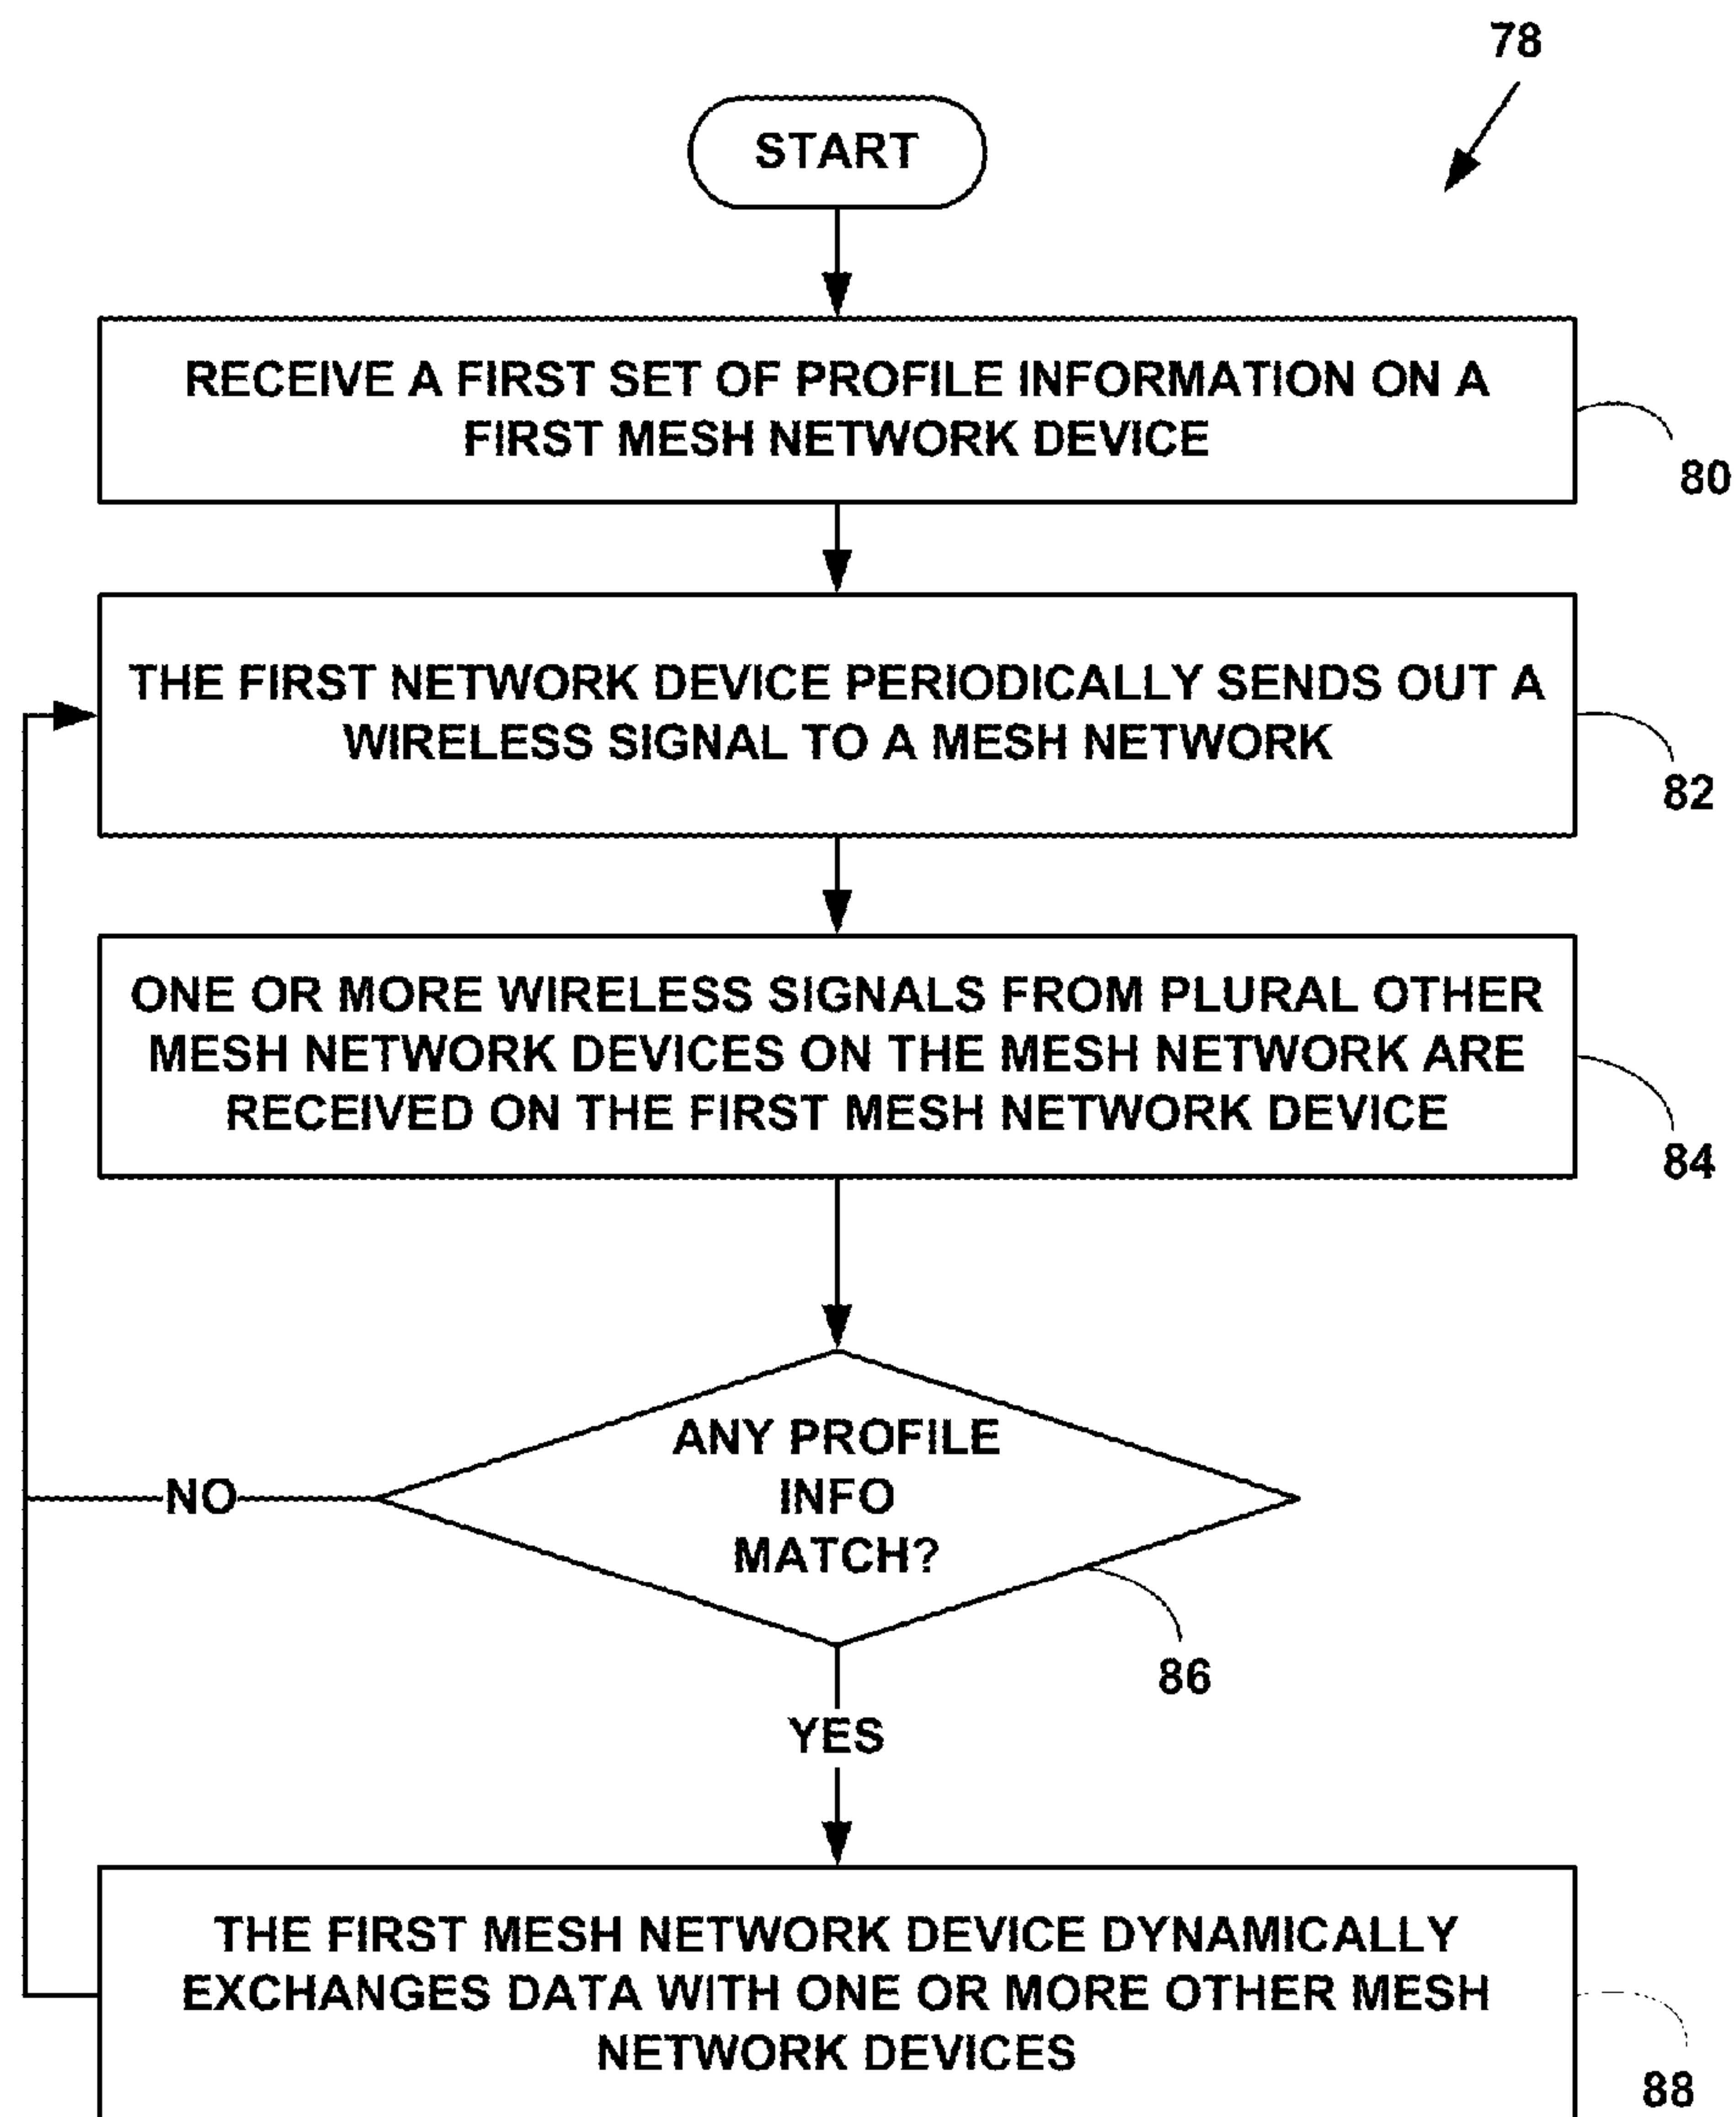 78
START
RECEIVE A FIRST SET OF PROFILE INFORMATION ON A
FIRST MESH NETWORK DEVICE
80
THE FIRST NETWORK DEVICE PERIODICALLY SENDS OUT A
WIRELESS SIGNAL TO A MESH NETWORK
82
ONE OR MORE WIRELESS SIGNALS FROM PLURAL OTHER
MESH NETWORK DEVICES ON THE MESH NETWORK ARE
RECEIVED ON THE FIRST MESH NETWORK DEVICE
84
ANY PROFILE
INFO
MATCH?
NO
86
YES
THE FIRST MESH NETWORK DEVICE DYNAMICALLY
EXCHANGES DATA WITH ONE OR MORE OTHER MESH
NETWORK DEVICES
88